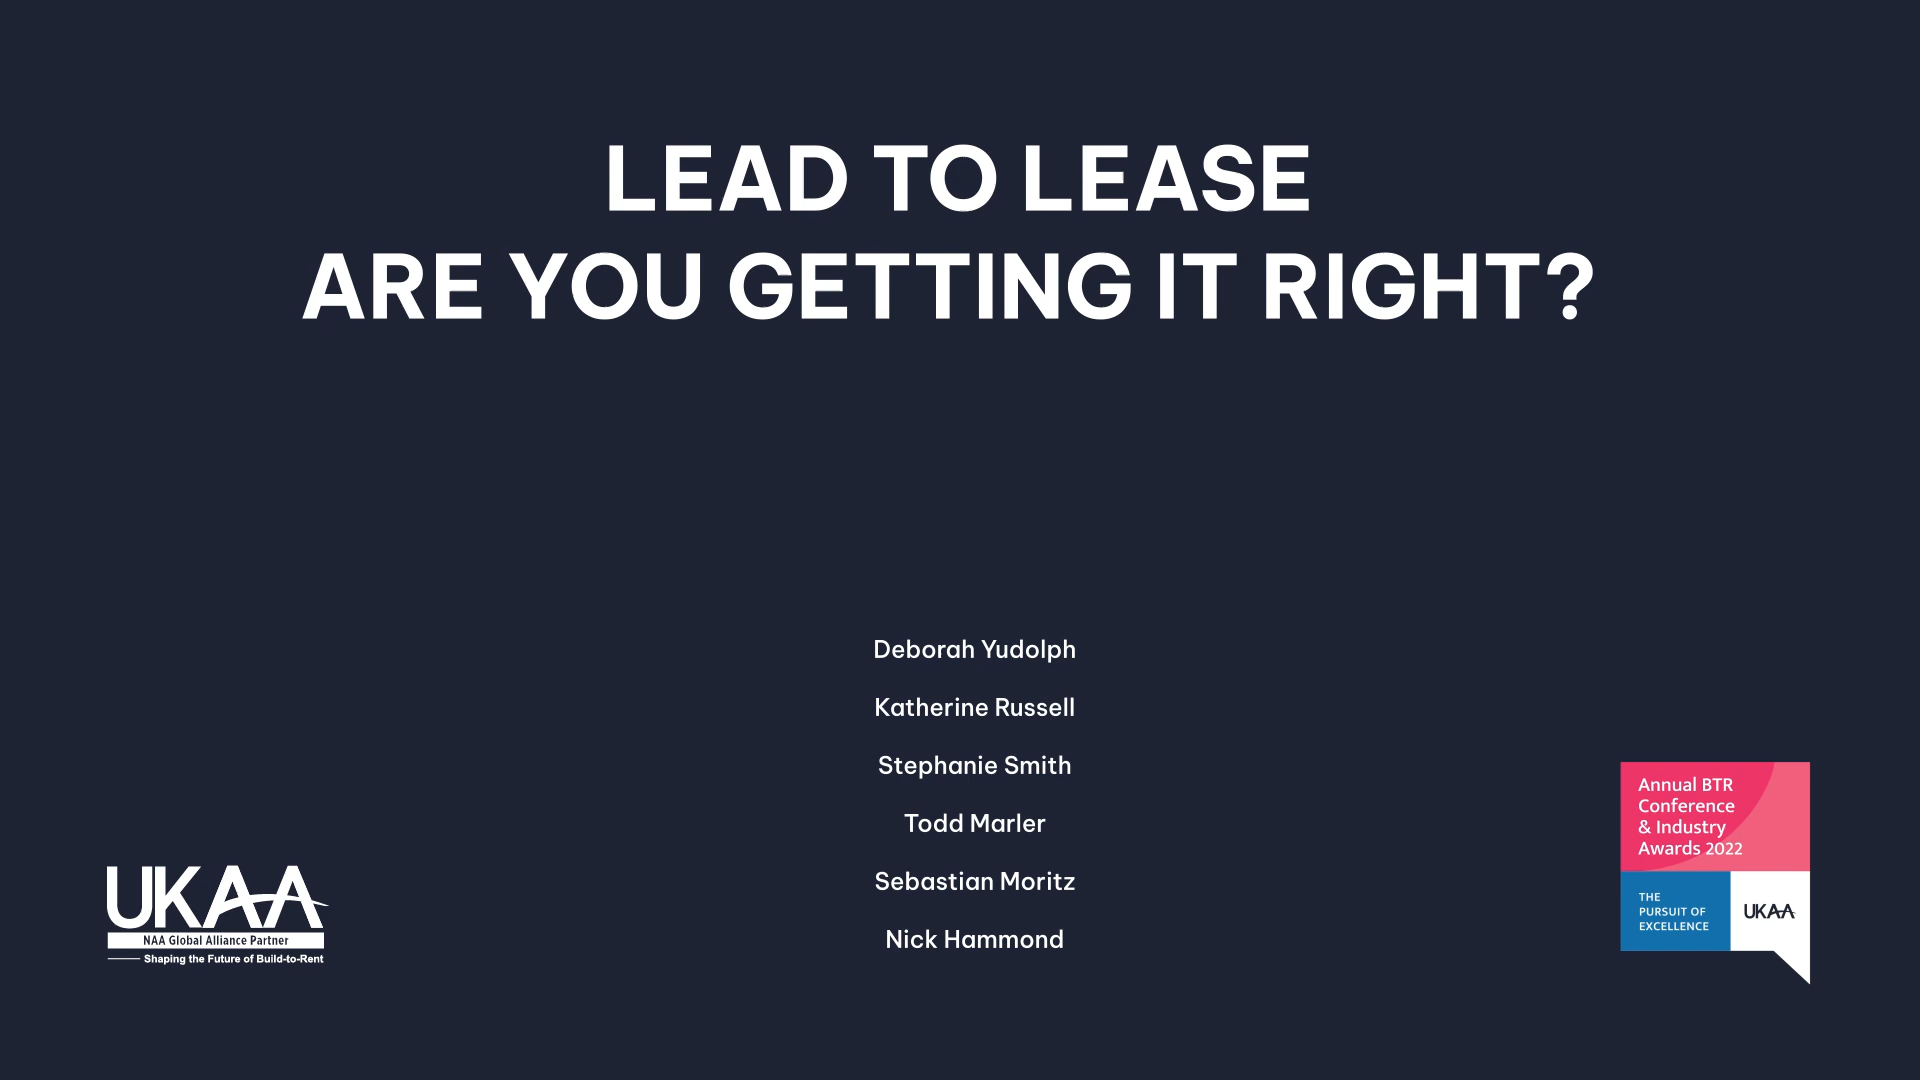 LEAD TO LEASE
ARE YOU GETTING IT RIGHT?
Deborah Yudolph
Katherine Russell
Stephanie Smith
Todd Marler
Sebastian Moritz
Nick Hammond
UKAA
NAA Global Alliance Partner
Shaping the Future of Build-to-Rent
Annual BTR
Conference
& Industry
Awards 2022
THE
PURSUIT OF
EXCELLENCE
UKAA